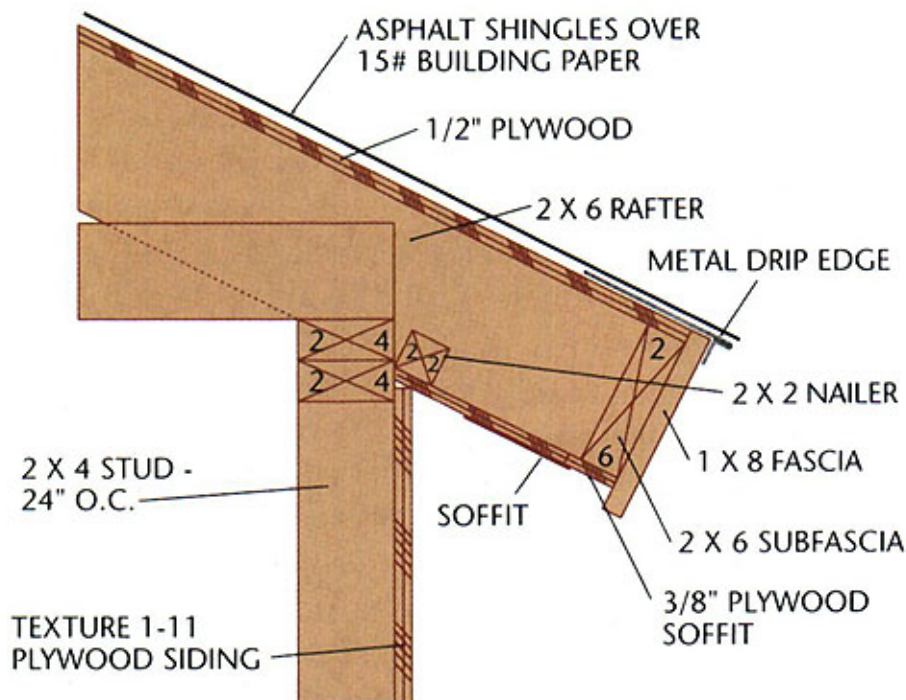 ASPHALT SHINGLES OVER
15# BUILDING PAPER
1/2" PLYWOOD
2 X 6 RAFTER
METAL DRIP EDGE
2 4
2 4
2 2
2
6
2 X 2 NAILER
1 X 8 FASCIA
2 X 4 STUD -
24" O.C.
SOFFIT
2 X 6 SUBFASCIA
3/8" PLYWOOD
SOFFIT
TEXTURE 1-11
PLYWOOD SIDING